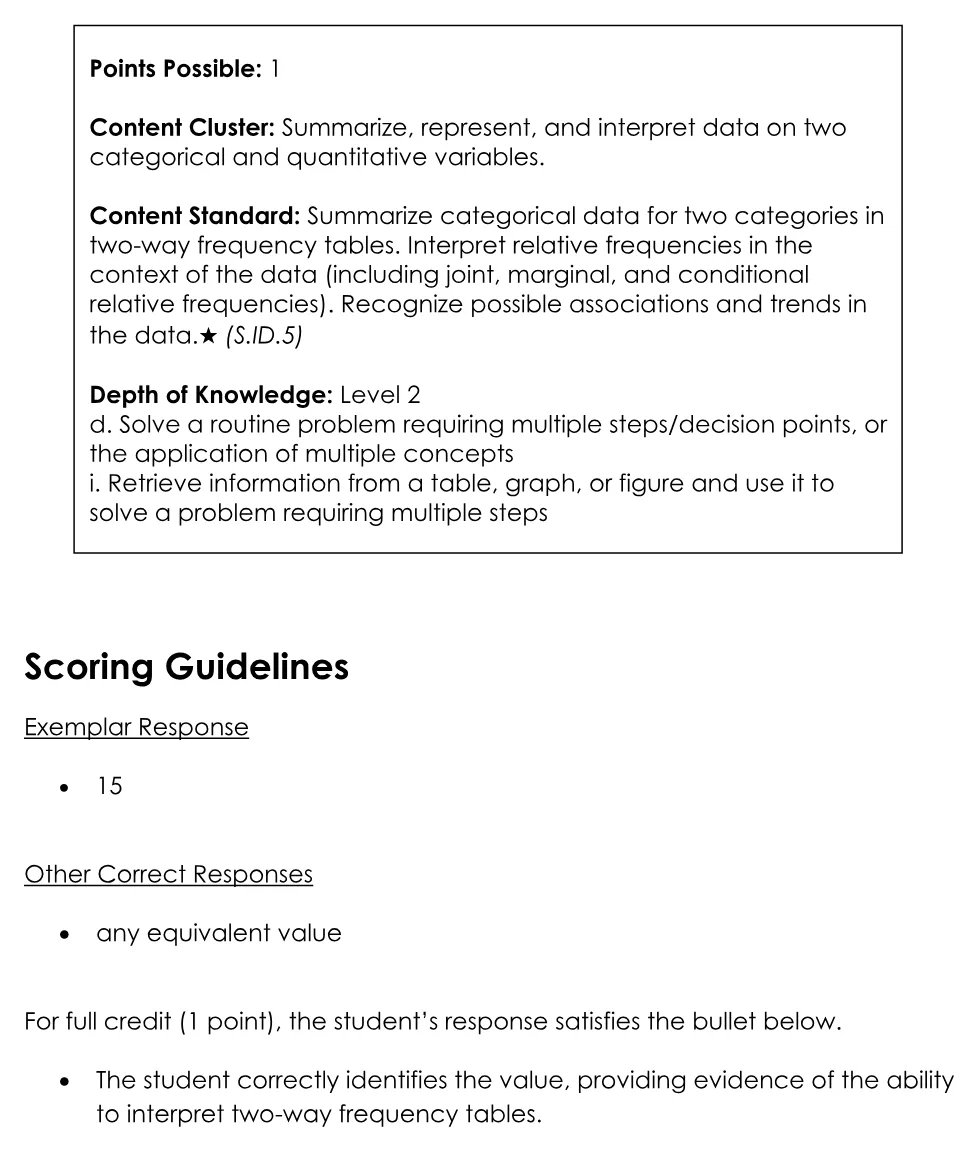 Points Possible: 1
Content Cluster: Summarize, represent, and interpret data on two
categorical and quantitative variables.
Content Standard: Summarize categorical data for two categories in
two-way frequency tables. Interpret relative frequencies in the
context of the data (including joint, marginal, and conditional
relative frequencies). Recognize possible associations and trends in
the data.★ (S.ID.5)
Depth of Knowledge: Level 2
d. Solve a routine problem requiring multiple steps/decision points, or
the application of multiple concepts
i. Retrieve information from a table, graph, or figure and use it to
solve a problem requiring multiple steps
Scoring Guidelines
Exemplar Response
• 15
Other Correct Responses
• any equivalent value
For full credit (1 point), the student’s response satisfies the bullet below.
• The student correctly identifies the value, providing evidence of the ability
to interpret two-way frequency tables.